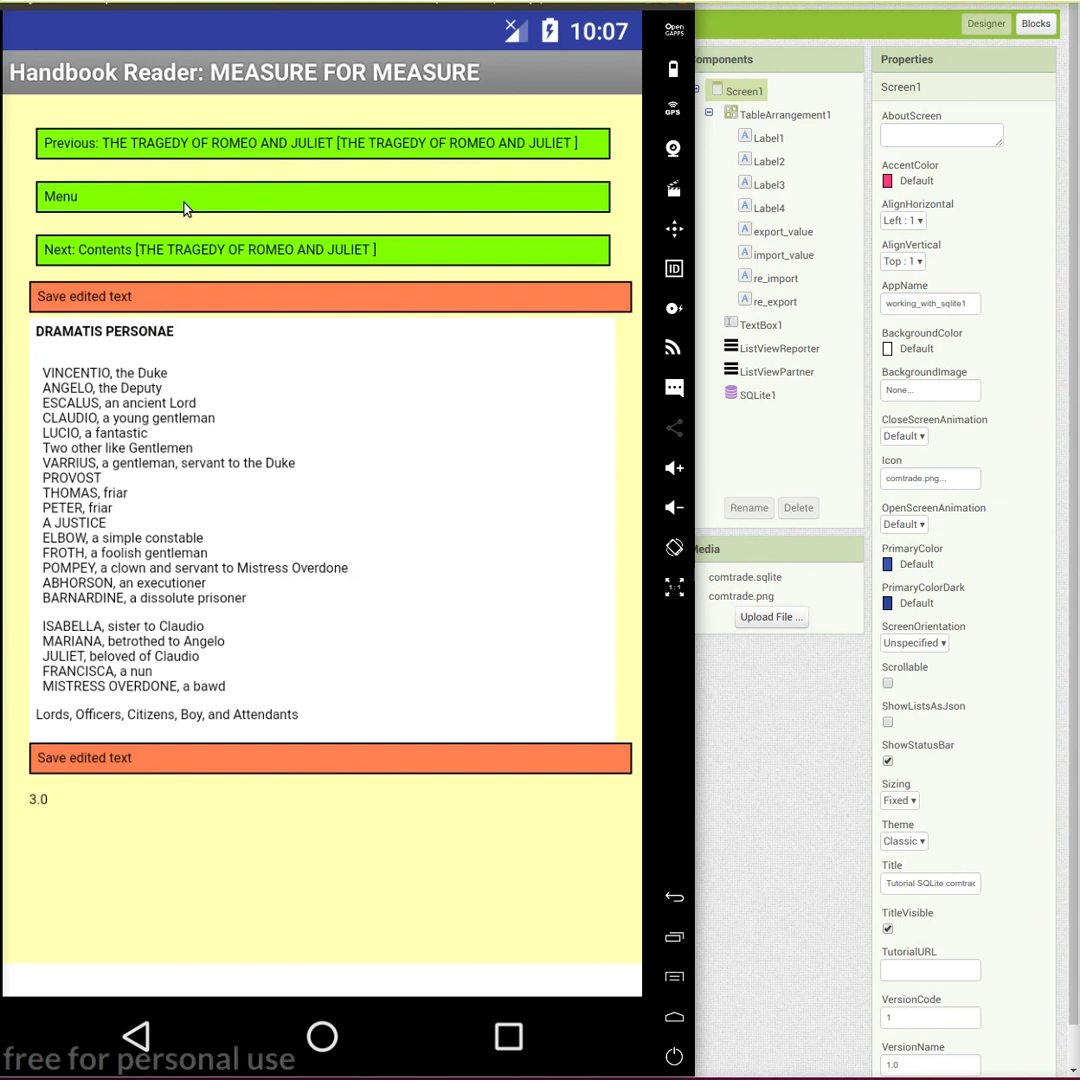 10:07
Handbook Reader: MEASURE FOR MEASURE
Previous: THE TRAGEDY OF ROMEO AND JULIET [THE TRAGEDY OF ROMEO AND JULIET ]
Menu
Next: Contents [THE TRAGEDY OF ROMEO AND JULIET ]
Save edited text
DRAMATIS PERSONAE
VINCENTIO, the Duke
ANGELO, the Deputy
ESCALUS, an ancient Lord
CLAUDIO, a young gentleman
LUCIO, a fantastic
Two other like Gentlemen
VARRIUS, a gentleman, servant to the Duke
PROVOST
THOMAS, friar
PETER, friar
A JUSTICE
ELBOW, a simple constable
FROTH, a foolish gentleman
POMPEY, a clown and servant to Mistress Overdone
ABHORSON, an executioner
BARNARDINE, a dissolute prisoner
ISABELLA, sister to Claudio
MARIANA, betrothed to Angelo
JULIET, beloved of Claudio
FRANCISCA, a nun
MISTRESS OVERDONE, a bawd
Lords, Officers, Citizens, Boy, and Attendants
Save edited text
3.0
free for personal use
Open
GAPPS
GPS
ID
1:1
Designer
Blocks
omponents
Screen1
TableArrangement1
Label1
Label2
Label3
Label4
export_value
import_value
re_import
re_export
TextBox1
ListViewReporter
ListViewPartner
SQLite1
Rename
Delete
Media
comtrade.sqlite
comtrade.png
Upload File ...
Properties
Screen1
AboutScreen
AccentColor
Default
AlignHorizontal
Left : 1
AlignVertical
Top : 1
AppName
working_with_sqlite1
BackgroundColor
Default
BackgroundImage
None...
CloseScreenAnimation
Default
Icon
comtrade.png...
OpenScreenAnimation
Default
PrimaryColor
Default
PrimaryColorDark
Default
ScreenOrientation
Unspecified
Scrollable
ShowListsAsJson
ShowStatusBar
Sizing
Fixed
Theme
Classic
Title
Tutorial SQLite comtrad
TitleVisible
TutorialURL
VersionCode
1
VersionName
1.0